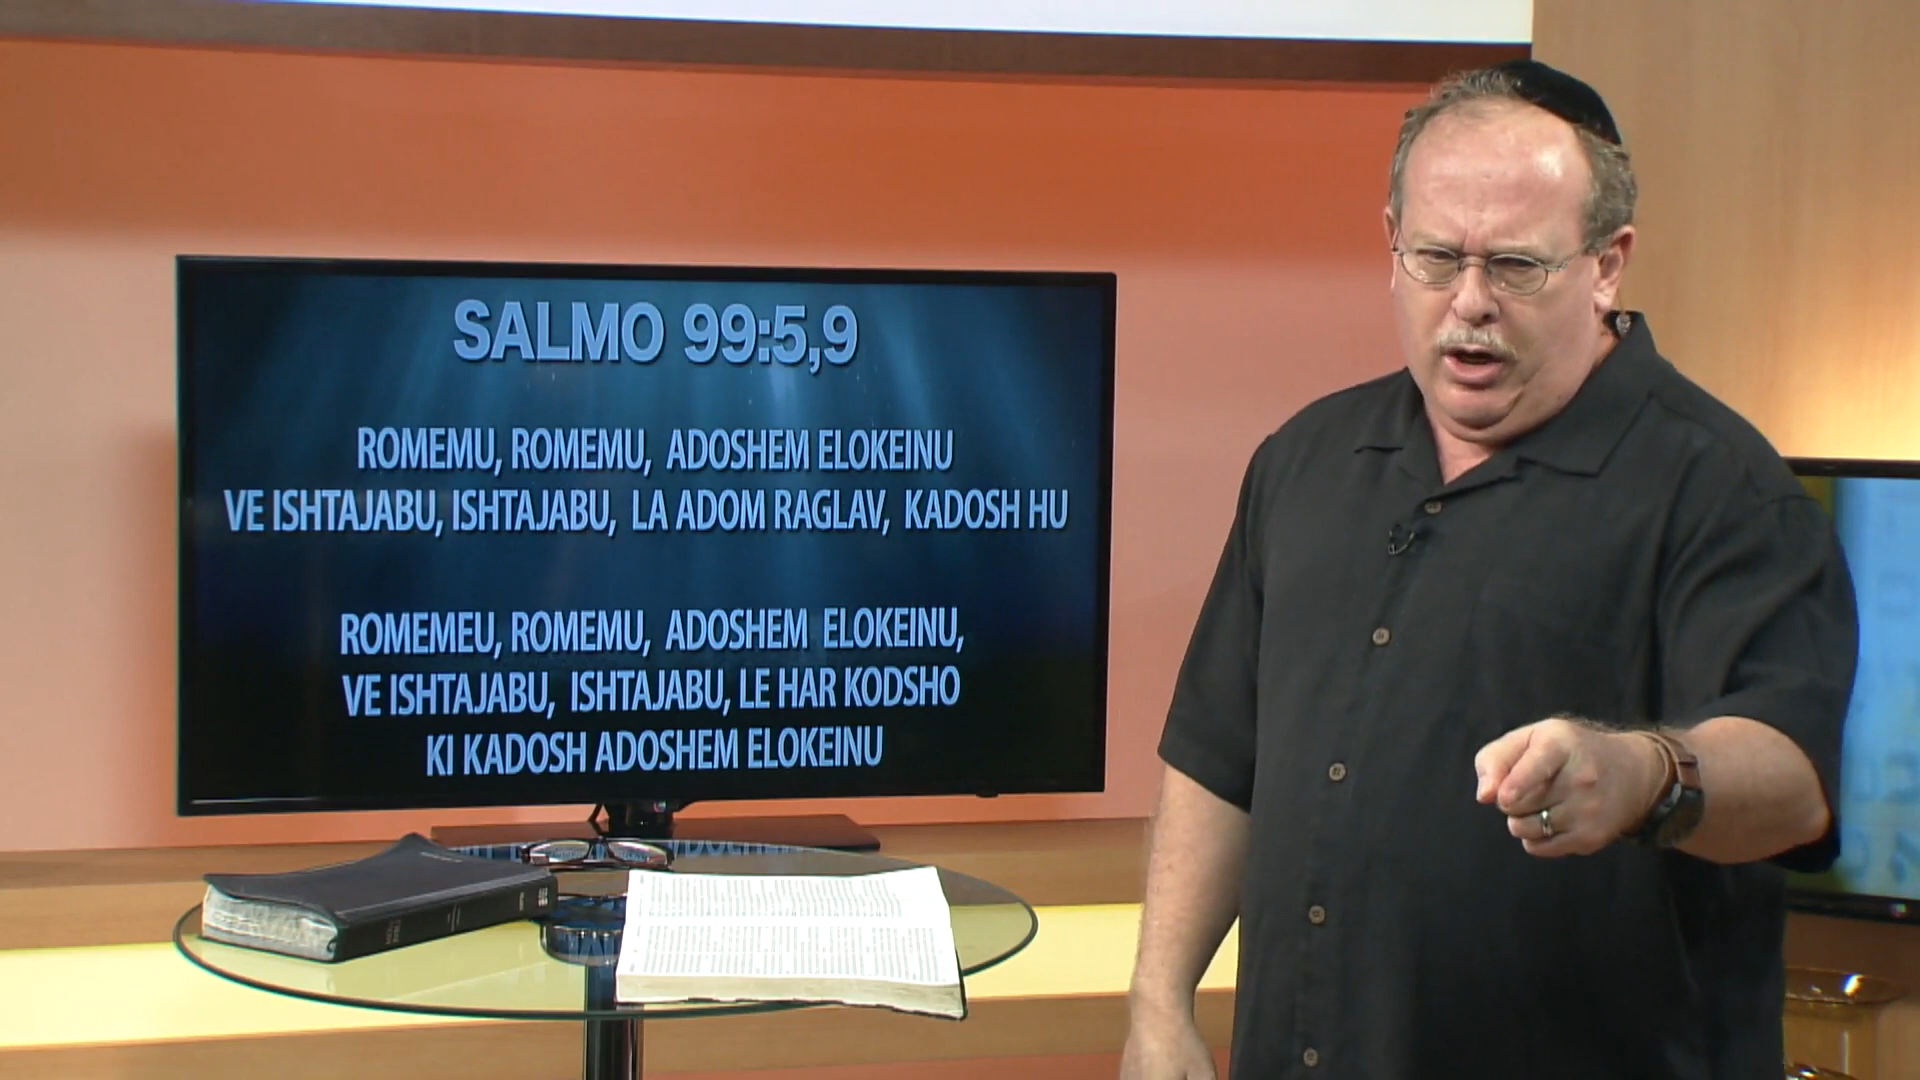 SALMO 99:5,9
ROMEMU, ROMEMU, ADOSHEM ELOKEINU
VE ISHTAJABU, ISHTAJABU, LA ADOM RAGLAV, KADOSH HU
ROMEMEU, ROMEMU, ADOSHEM ELOKEINU,
VE ISHTAJABU, ISHTAJABU, LE HAR KODSHO
KI KADOSH ADOSHEM ELOKEINU